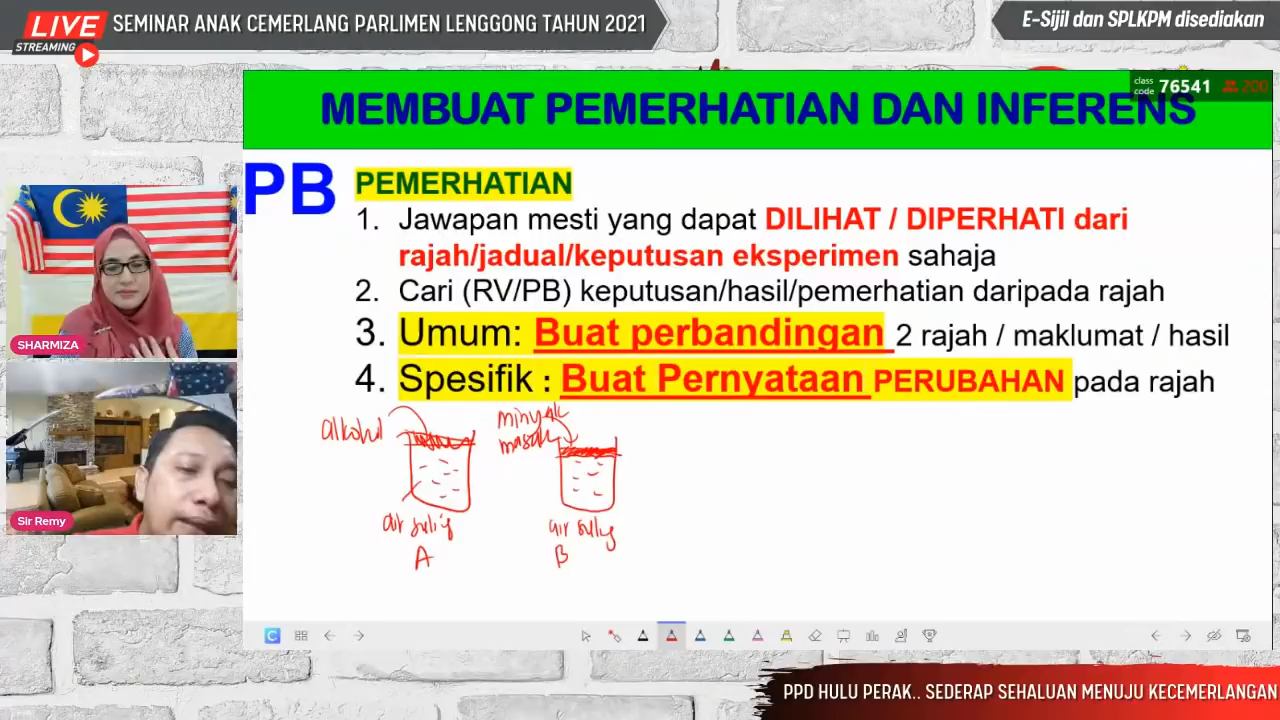 LIVE
STREAMING
SEMINAR ANAK CEMERLANG PARLIMEN LENGGONG TAHUN 2021
E-Sijil dan SPLKPM disediakan
class
code 76541 200
MEMBUAT PEMERHATIAN DAN INFERENS
PB
PEMERHATIAN
1. Jawapan mesti yang dapat DILIHAT / DIPERHATI dari
rajah/jadual/keputusan eksperimen sahaja
2. Cari (RV/PB) keputusan/hasil/pemerhatian daripada rajah
3. Umum: Buat perbandingan 2 rajah / maklumat / hasil
4. Spesifik : Buat Pernyataan PERUBAHAN pada rajah
SHARMIZA
Sir Remy
alkohol
minyak
masak
air suling
A
air suling
B
C
PPD HULU PERAK.. SEDERAP SEHALUAN MENUJU KECEMERLANGAN